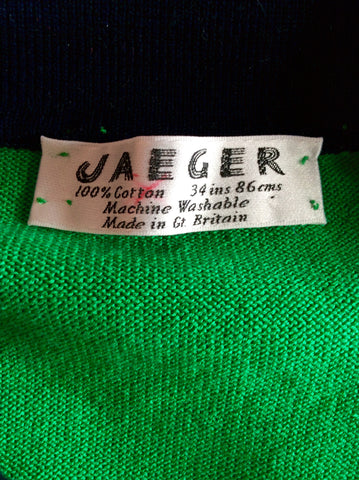 JAEGER
100% Cotton 34 ins 86 cms
Machine Washable
Made in Gt Britain